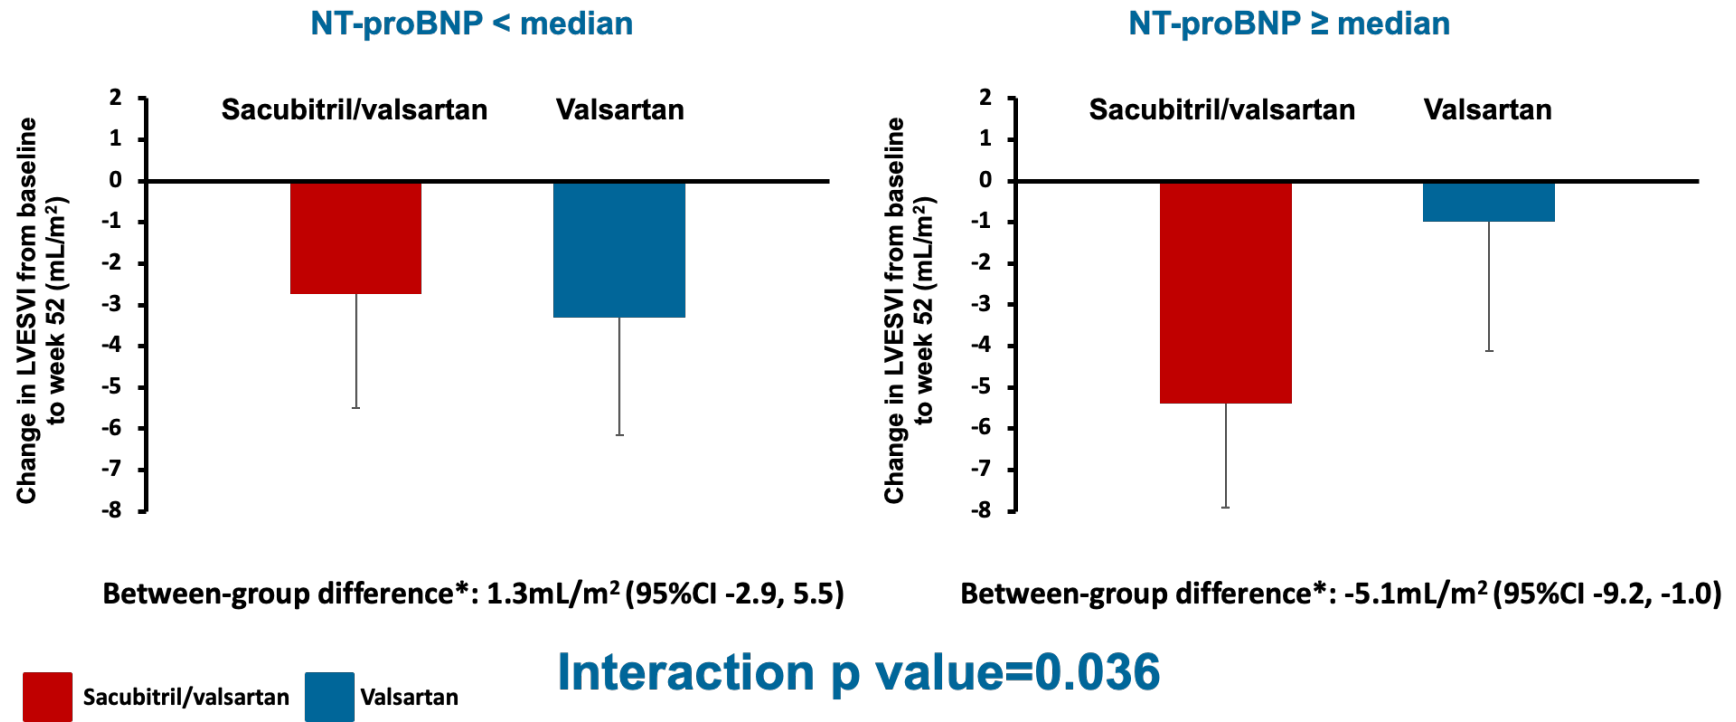 NT-proBNP < median
Change in LVESVI from baseline
to week 52 (mL/m²)
2
1
0
-1
-2
-3
-4
-5
-6
-7
-8
Sacubitril/valsartan
Valsartan
Between-group difference*: 1.3mL/m² (95%CI -2.9, 5.5)
NT-proBNP ≥ median
Change in LVESVI from baseline
to week 52 (mL/m²)
2
1
0
-1
-2
-3
-4
-5
-6
-7
-8
Sacubitril/valsartan
Valsartan
Between-group difference*: -5.1mL/m² (95%CI -9.2, -1.0)
Interaction p value=0.036
Sacubitril/valsartan
Valsartan